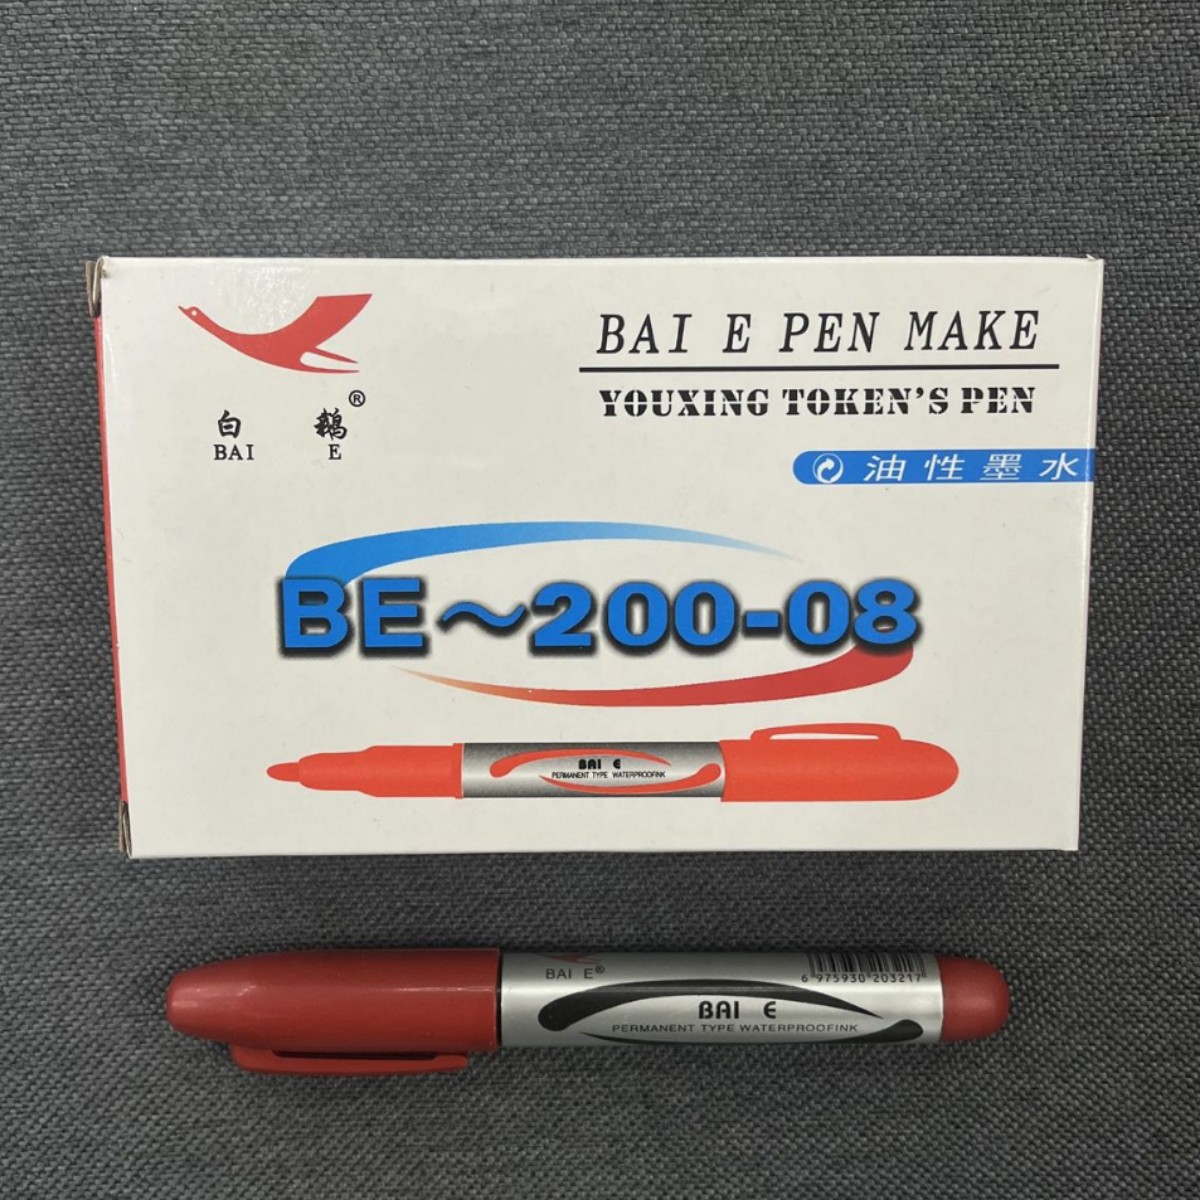 白 鵝®
BAI E
BAI E PEN MAKE
YOUXING TOKEN'S PEN
油性墨水
BE~200-08
BAI E
PERMANENT TYPE WATERPROOFINK
BAI E®
6 975930 203217
BAI E
PERMANENT TYPE WATERPROOFINK